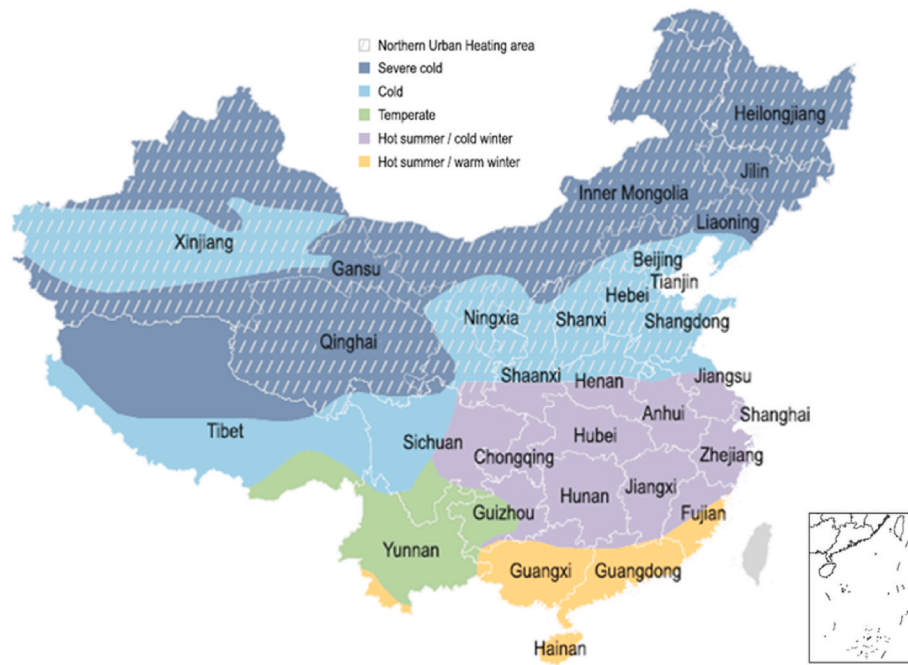 Northern Urban Heating area
Severe cold
Cold
Temperate
Hot summer / cold winter
Hot summer / warm winter
Heilongjiang
Jilin
Inner Mongolia
Liaoning
Xinjiang
Beijing
Gansu
Tianjin
Hebei
Ningxia
Shanxi
Shangdong
Qinghai
Shaanxi
Henan
Jiangsu
Anhui
Shanghai
Tibet
Sichuan
Hubei
Chongqing
Zhejiang
Hunan
Jiangxi
Guizhou
Fujian
Yunnan
Guangxi
Guangdong
Hainan